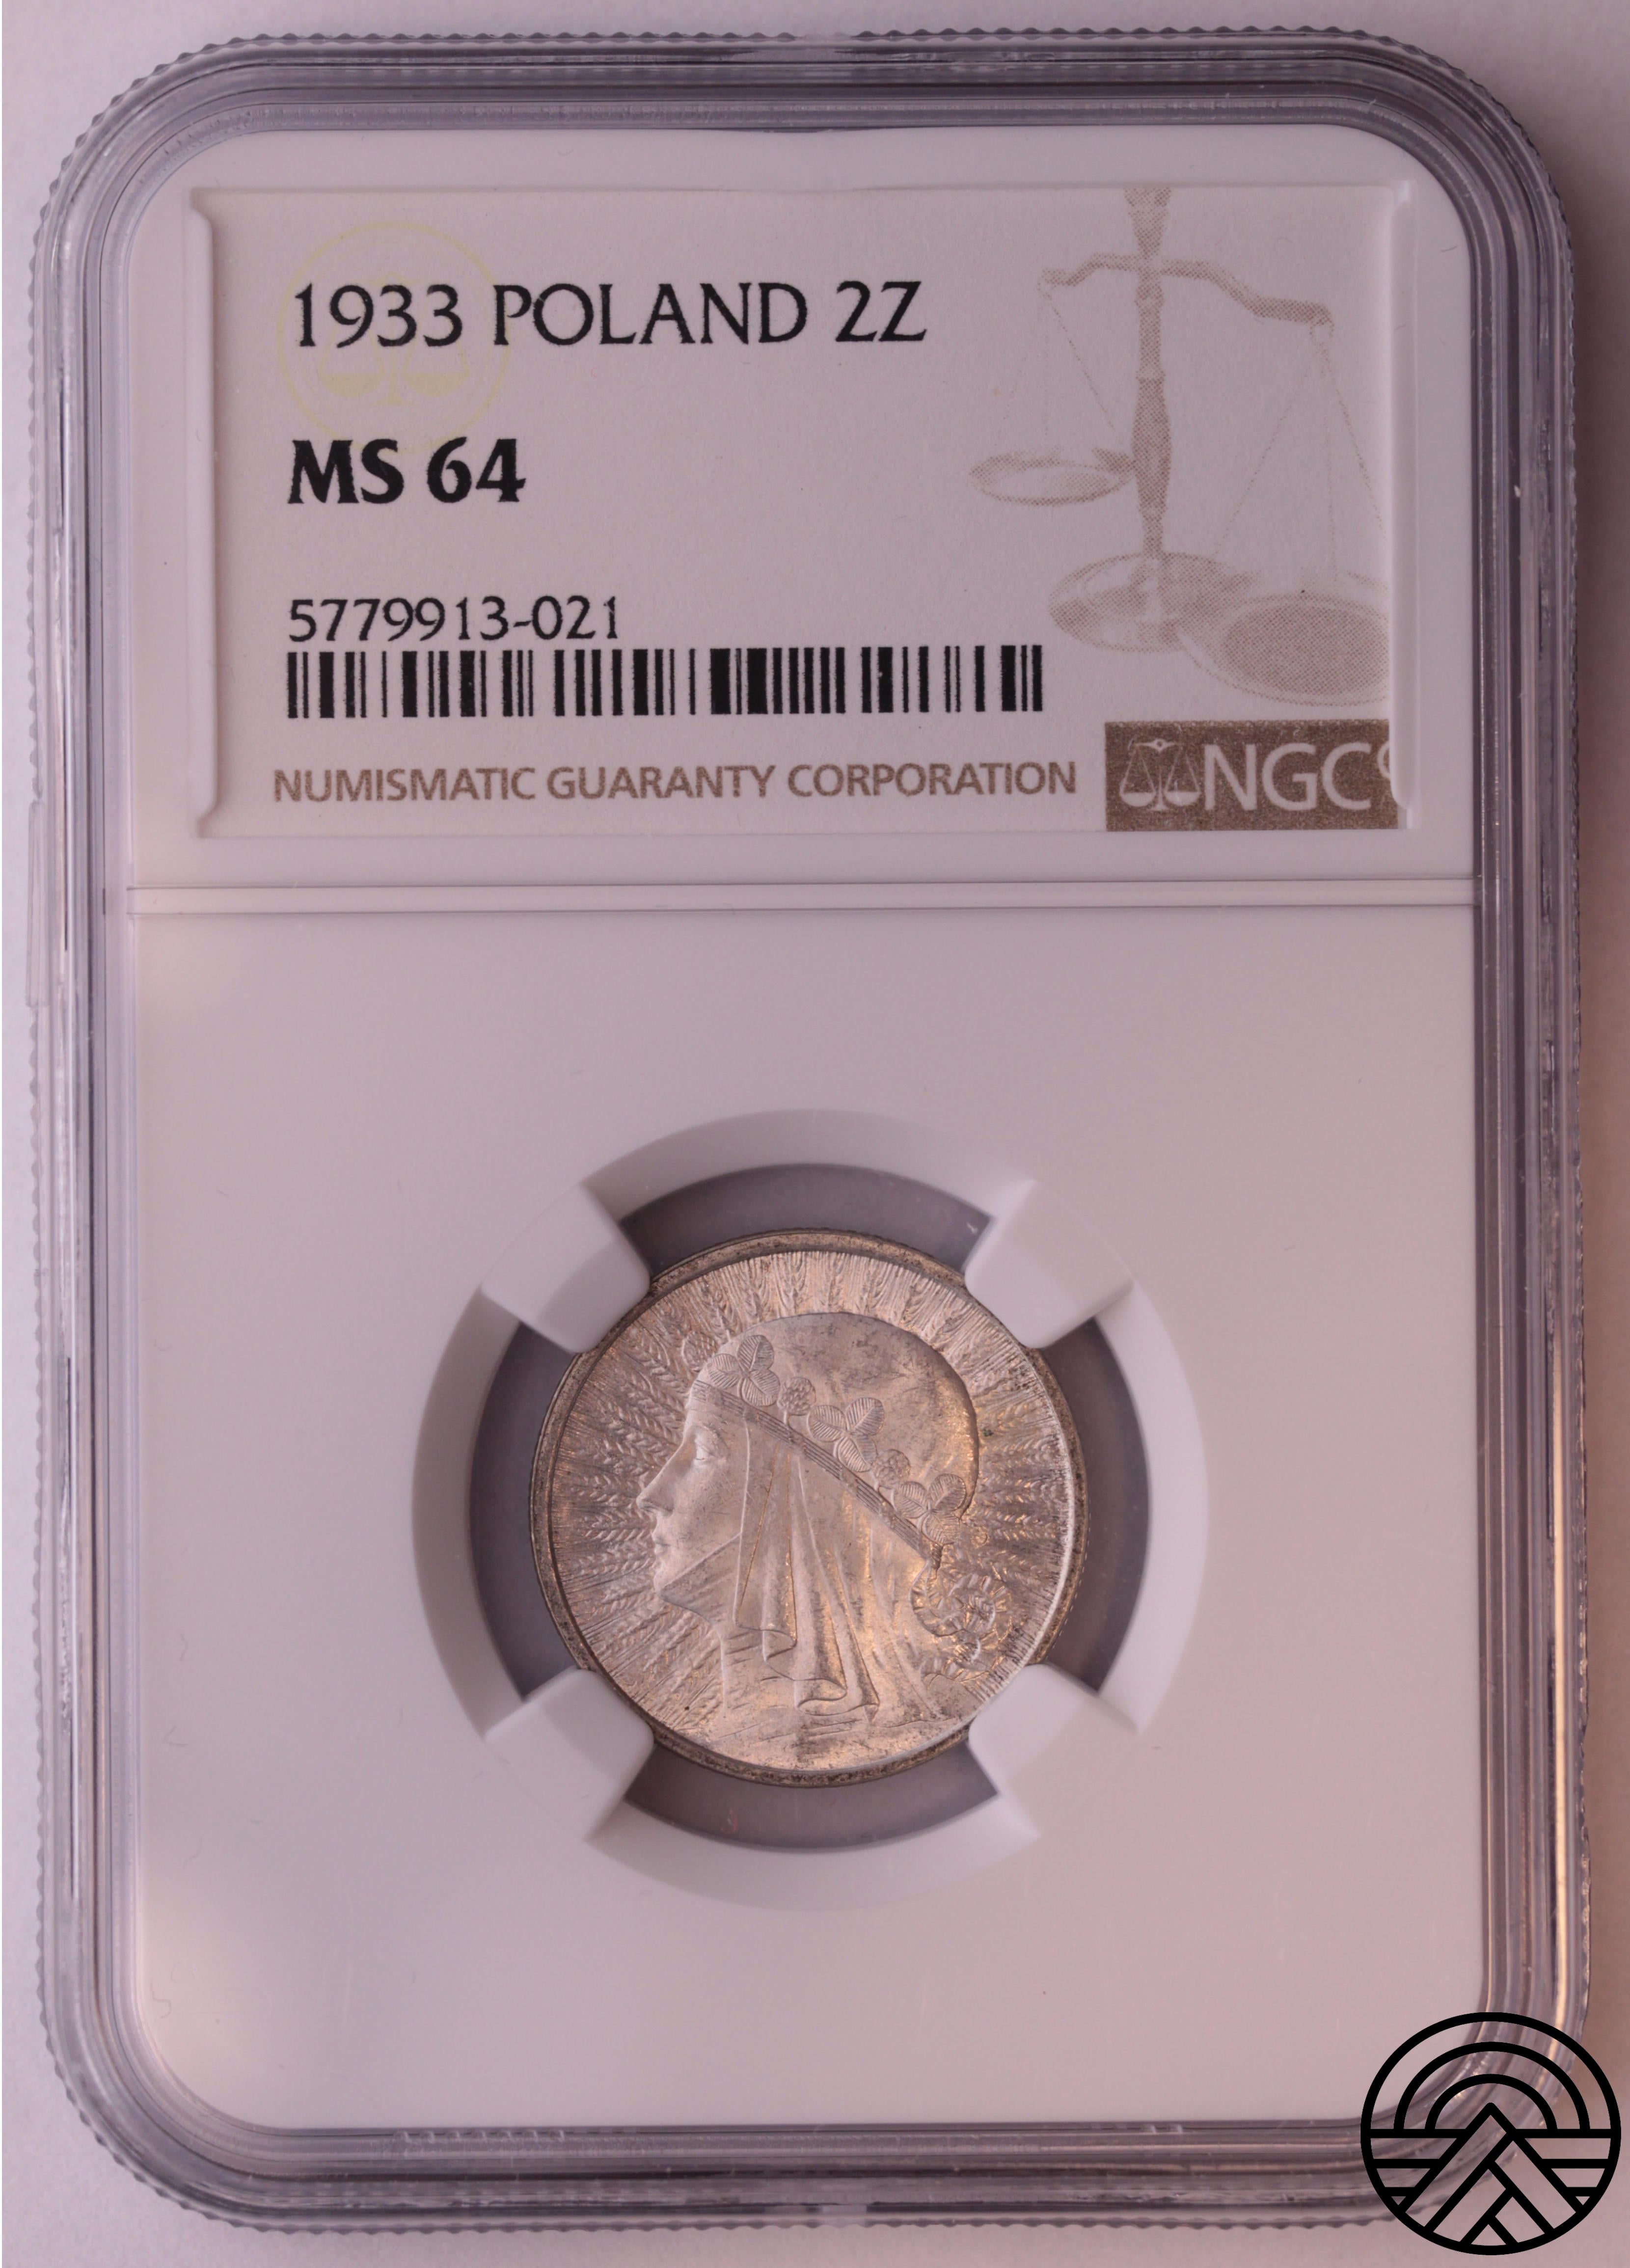 1933 POLAND 2Z
MS 64
5779913-021
NUMISMATIC GUARANTY CORPORATION
NGC